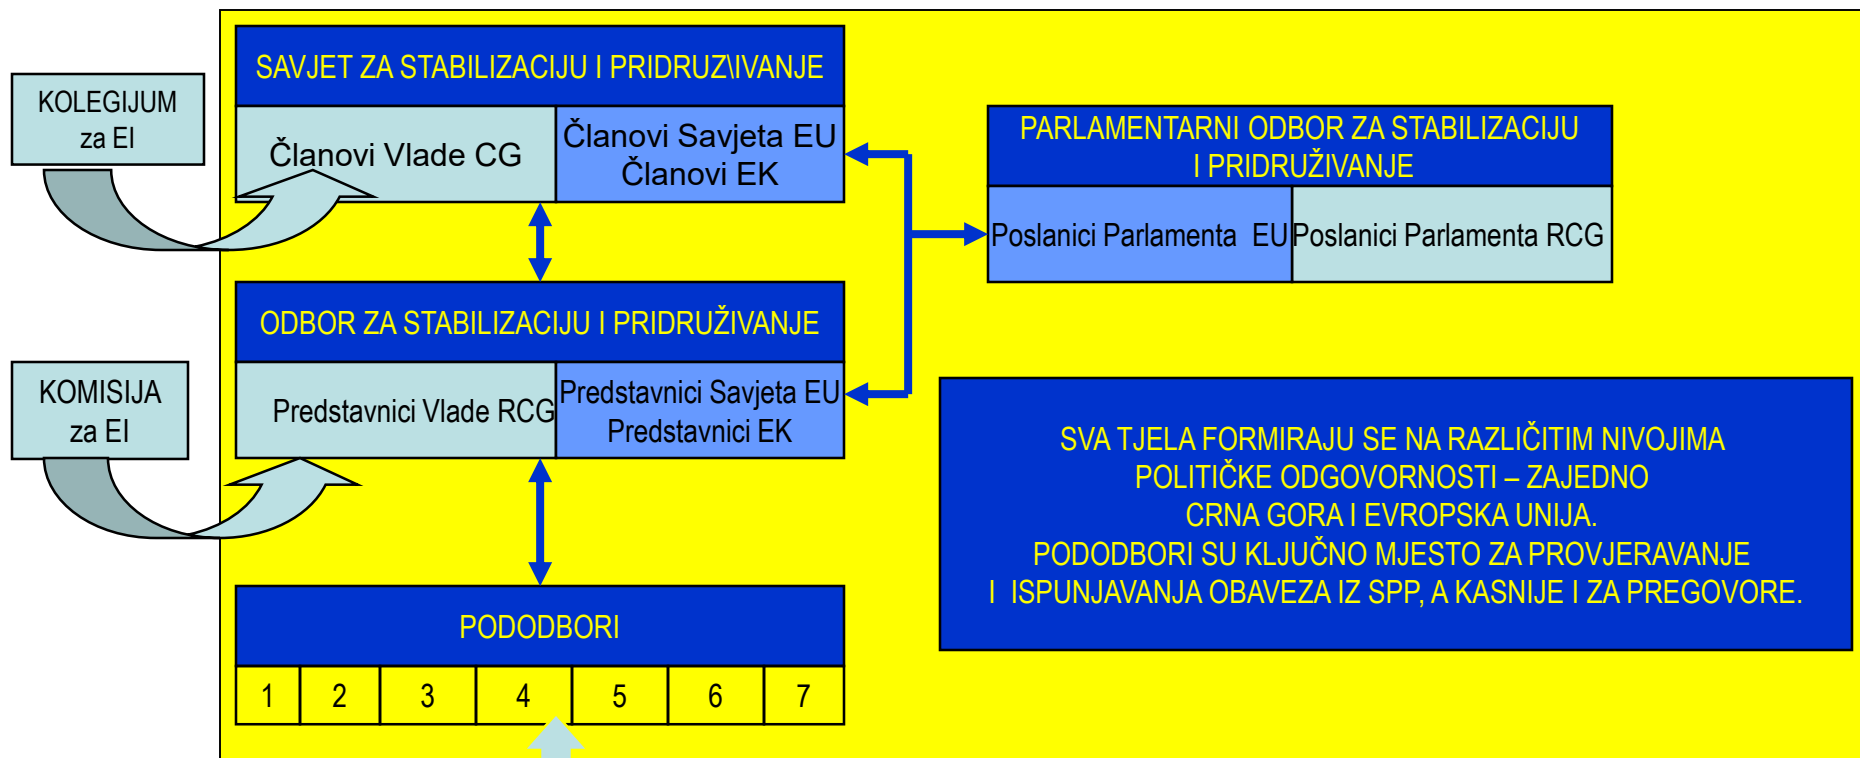 KOLEGIJUM
za EI
SAVJET ZA STABILIZACIJU I PRIDRUZ\IVANJE
Članovi Vlade CG
Članovi Savjeta EU
Članovi EK
PARLAMENTARNI ODBOR ZA STABILIZACIJU
I PRIDRUŽIVANJE
Poslanici Parlamenta  EU
Poslanici Parlamenta RCG
KOMISIJA
za EI
ODBOR ZA STABILIZACIJU I PRIDRUŽIVANJE
Predstavnici Vlade RCG
Predstavnici Savjeta EU
Predstavnici EK
SVA TJELA FORMIRAJU SE NA RAZLIČITIM NIVOJIMA
POLITIČKE ODGOVORNOSTI – ZAJEDNO
CRNA GORA I EVROPSKA UNIJA.
PODODBORI SU KLJUČNO MJESTO ZA PROVJERAVANJE
I  ISPUNJAVANJA OBAVEZA IZ SPP, A KASNIJE I ZA PREGOVORE.
PODODBORI
1 2 3 4 5 6 7